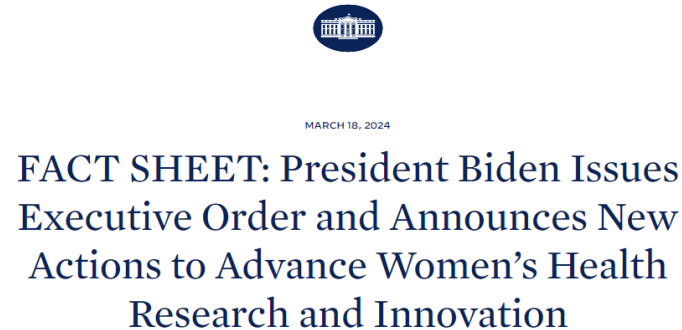 MARCH 18, 2024
FACT SHEET: President Biden Issues
Executive Order and Announces New
Actions to Advance Women’s Health
Research and Innovation